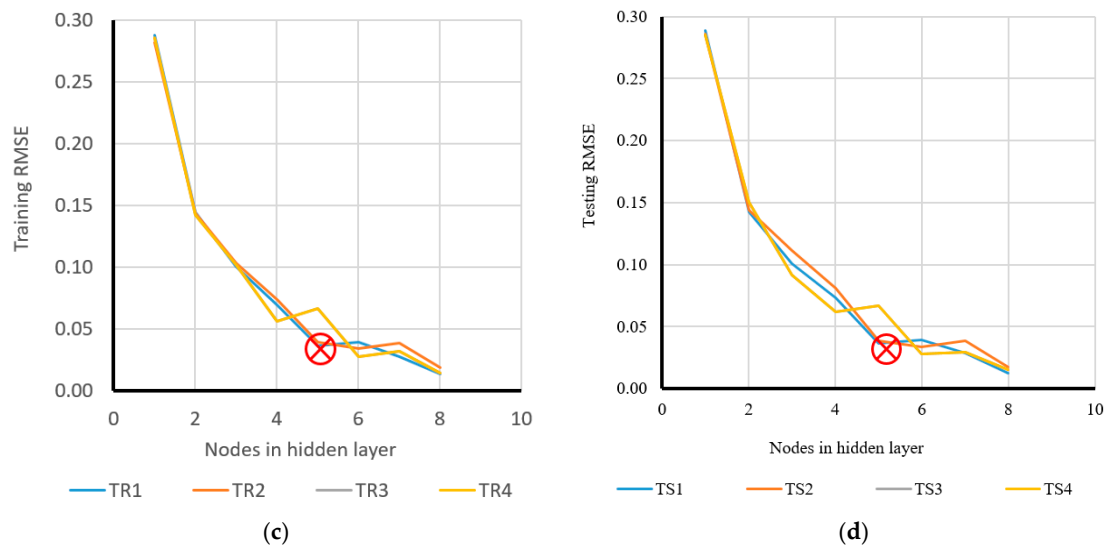 0.30
0.25
0.20
0.15
0.10
0.05
0.00
Training RMSE
0 2 4 6 8 10
Nodes in hidden layer
TR1 TR2 TR3 TR4
(c)
0.30
0.25
0.20
0.15
0.10
0.05
0.00
Testing RMSE
0 2 4 6 8 10
Nodes in hidden layer
TS1 TS2 TS3 TS4
(d)